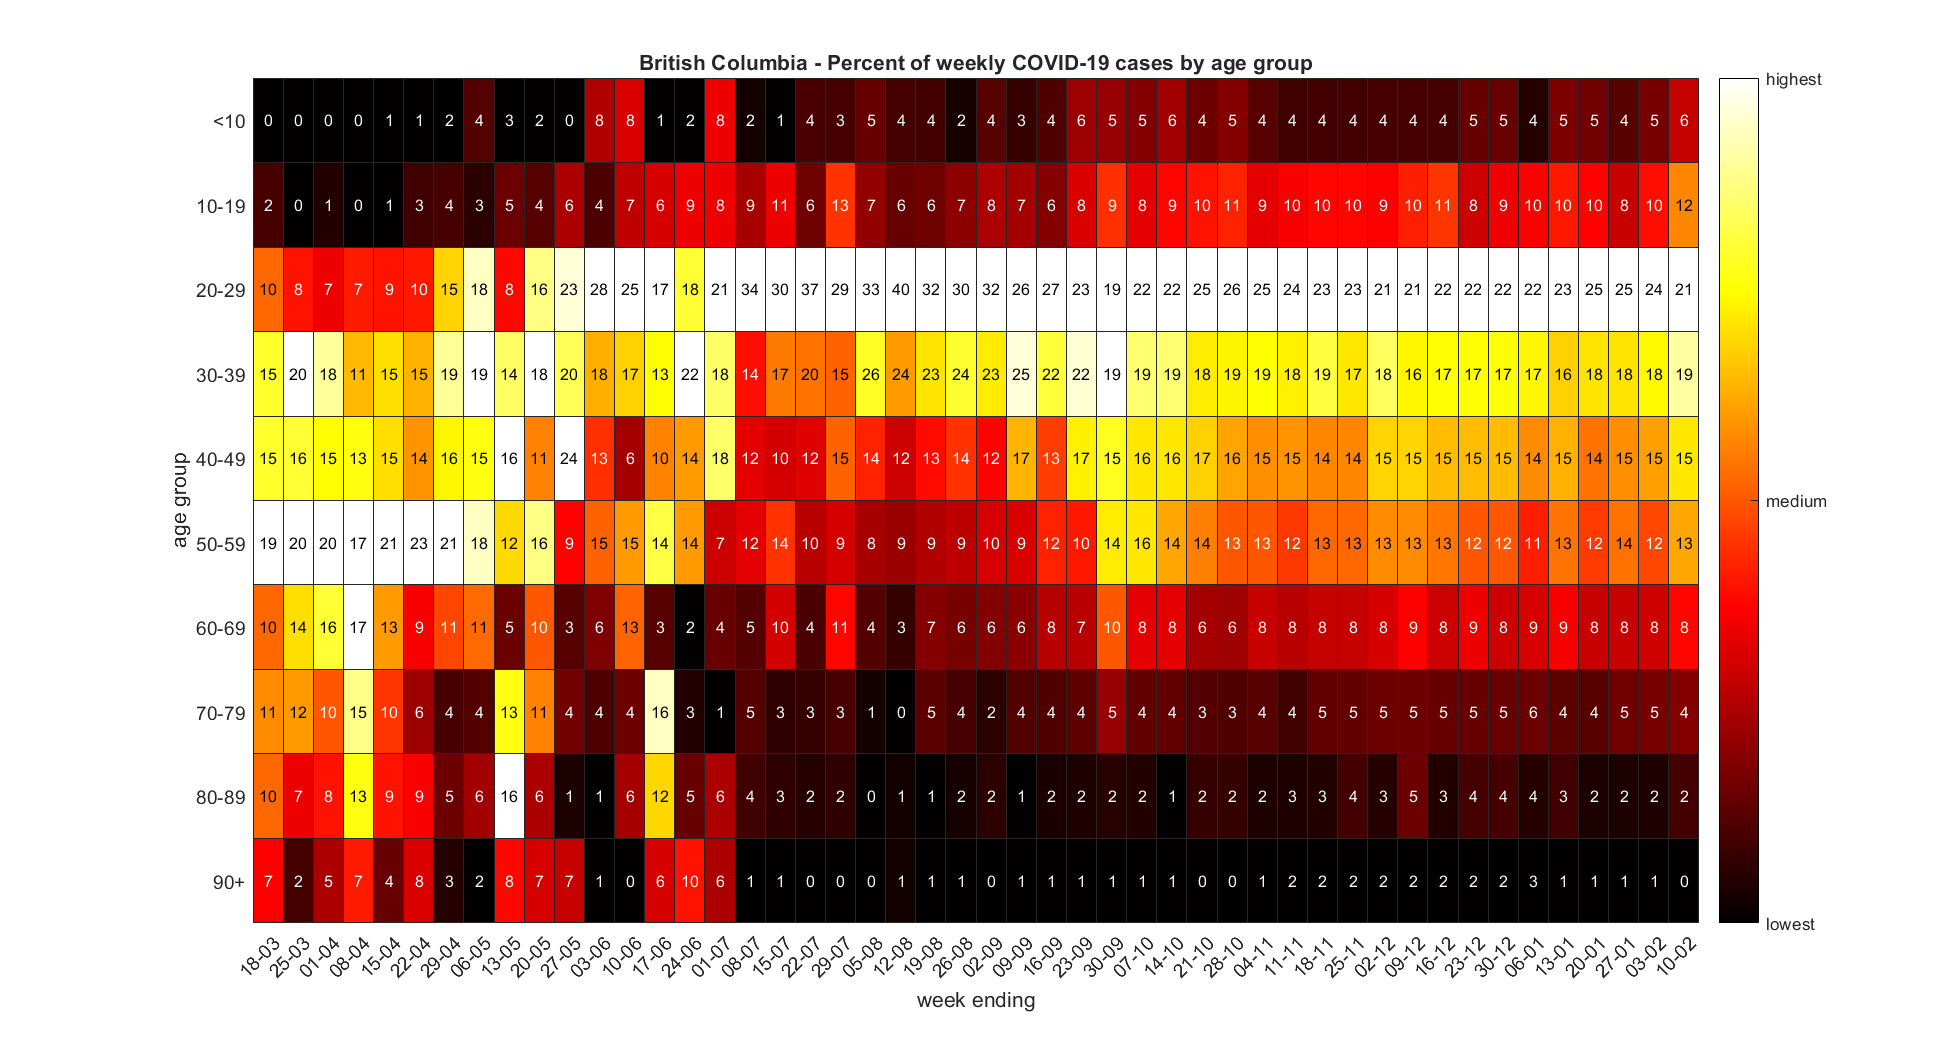 British Columbia - Percent of weekly COVID-19 cases by age group
highest
<10 0 0 0 0 1 1 2 4 3 2 0 8 8 1 2 8 2 1 4 3 5 4 4 2 4 3 4 6 5 5 6 4 5 4 4 4 4 4 4 4 5 5 4 5 5 4 5 6
10-19 2 0 1 0 1 3 4 3 5 4 6 4 7 6 9 8 9 11 6 13 7 6 6 7 8 7 6 8 9 8 9 10 11 9 10 10 10 9 10 11 8 9 10 10 10 8 10 12
20-29 10 8 7 7 9 10 15 18 8 16 23 28 25 17 18 21 34 30 37 29 33 40 32 30 32 26 27 23 19 22 22 25 26 25 24 23 23 21 21 22 22 22 22 23 25 25 24 21
30-39 15 20 18 11 15 15 19 19 14 18 20 18 17 13 22 18 14 17 20 15 26 24 23 24 23 25 22 22 19 19 19 18 19 19 18 19 17 18 16 17 17 17 17 16 18 18 18 19
40-49 15 16 15 13 15 14 16 15 16 11 24 13 6 10 14 18 12 10 12 15 14 12 13 14 12 17 13 17 15 16 16 17 16 15 15 14 14 15 15 15 15 15 14 15 14 15 15 15
50-59 19 20 20 17 21 23 21 18 12 16 9 15 15 14 14 7 12 14 10 9 8 9 9 9 10 9 12 10 14 16 14 14 13 13 12 13 13 13 13 13 12 12 11 13 12 14 12 13
medium
60-69 10 14 16 17 13 9 11 11 5 10 3 6 13 3 2 4 5 10 4 11 4 3 7 6 6 6 8 7 10 8 8 6 6 8 8 8 8 8 9 8 9 8 9 9 8 8 8 8
70-79 11 12 10 15 10 6 4 4 13 11 4 4 4 16 3 1 5 3 3 3 1 0 5 4 2 4 4 4 5 4 4 3 3 4 4 5 5 5 5 5 5 5 6 4 4 5 5 4
80-89 10 7 8 13 9 9 5 6 16 6 1 1 6 12 5 6 4 3 2 2 0 1 1 2 2 1 2 2 2 2 1 2 2 2 3 3 4 3 5 3 4 4 4 3 2 2 2 2
90+ 7 2 5 7 4 8 3 2 8 7 7 1 0 6 10 6 1 1 0 0 0 1 1 1 0 1 1 1 1 1 1 0 0 1 2 2 2 2 2 2 2 2 3 1 1 1 1 0
lowest
age group
18-03 25-03 01-04 08-04 15-04 22-04 29-04 06-05 13-05 20-05 27-05 03-06 10-06 17-06 24-06 01-07 08-07 15-07 22-07 29-07 05-08 12-08 19-08 26-08 02-09 09-09 16-09 23-09 30-09 07-10 14-10 21-10 28-10 04-11 11-11 18-11 25-11 02-12 09-12 16-12 23-12 30-12 06-01 13-01 20-01 27-01 03-02 10-02
week ending